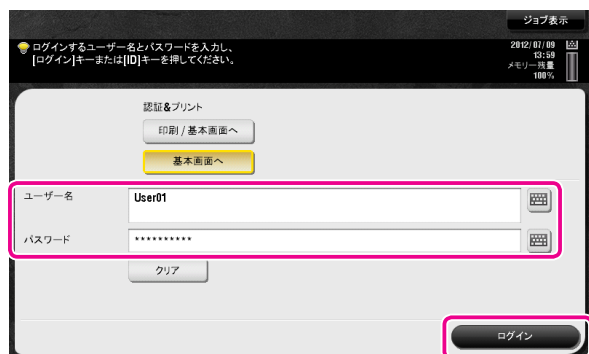 ジョブ表示
ログインするユーザー名とパスワードを入力し、
[ログイン]キーまたは[ID]キーを押してください。
2012/07/09
13:59
メモリー残量
100%
認証&プリント
印刷 / 基本画面へ
基本画面へ
ユーザー名
User01
パスワード
**********
クリア
ログイン